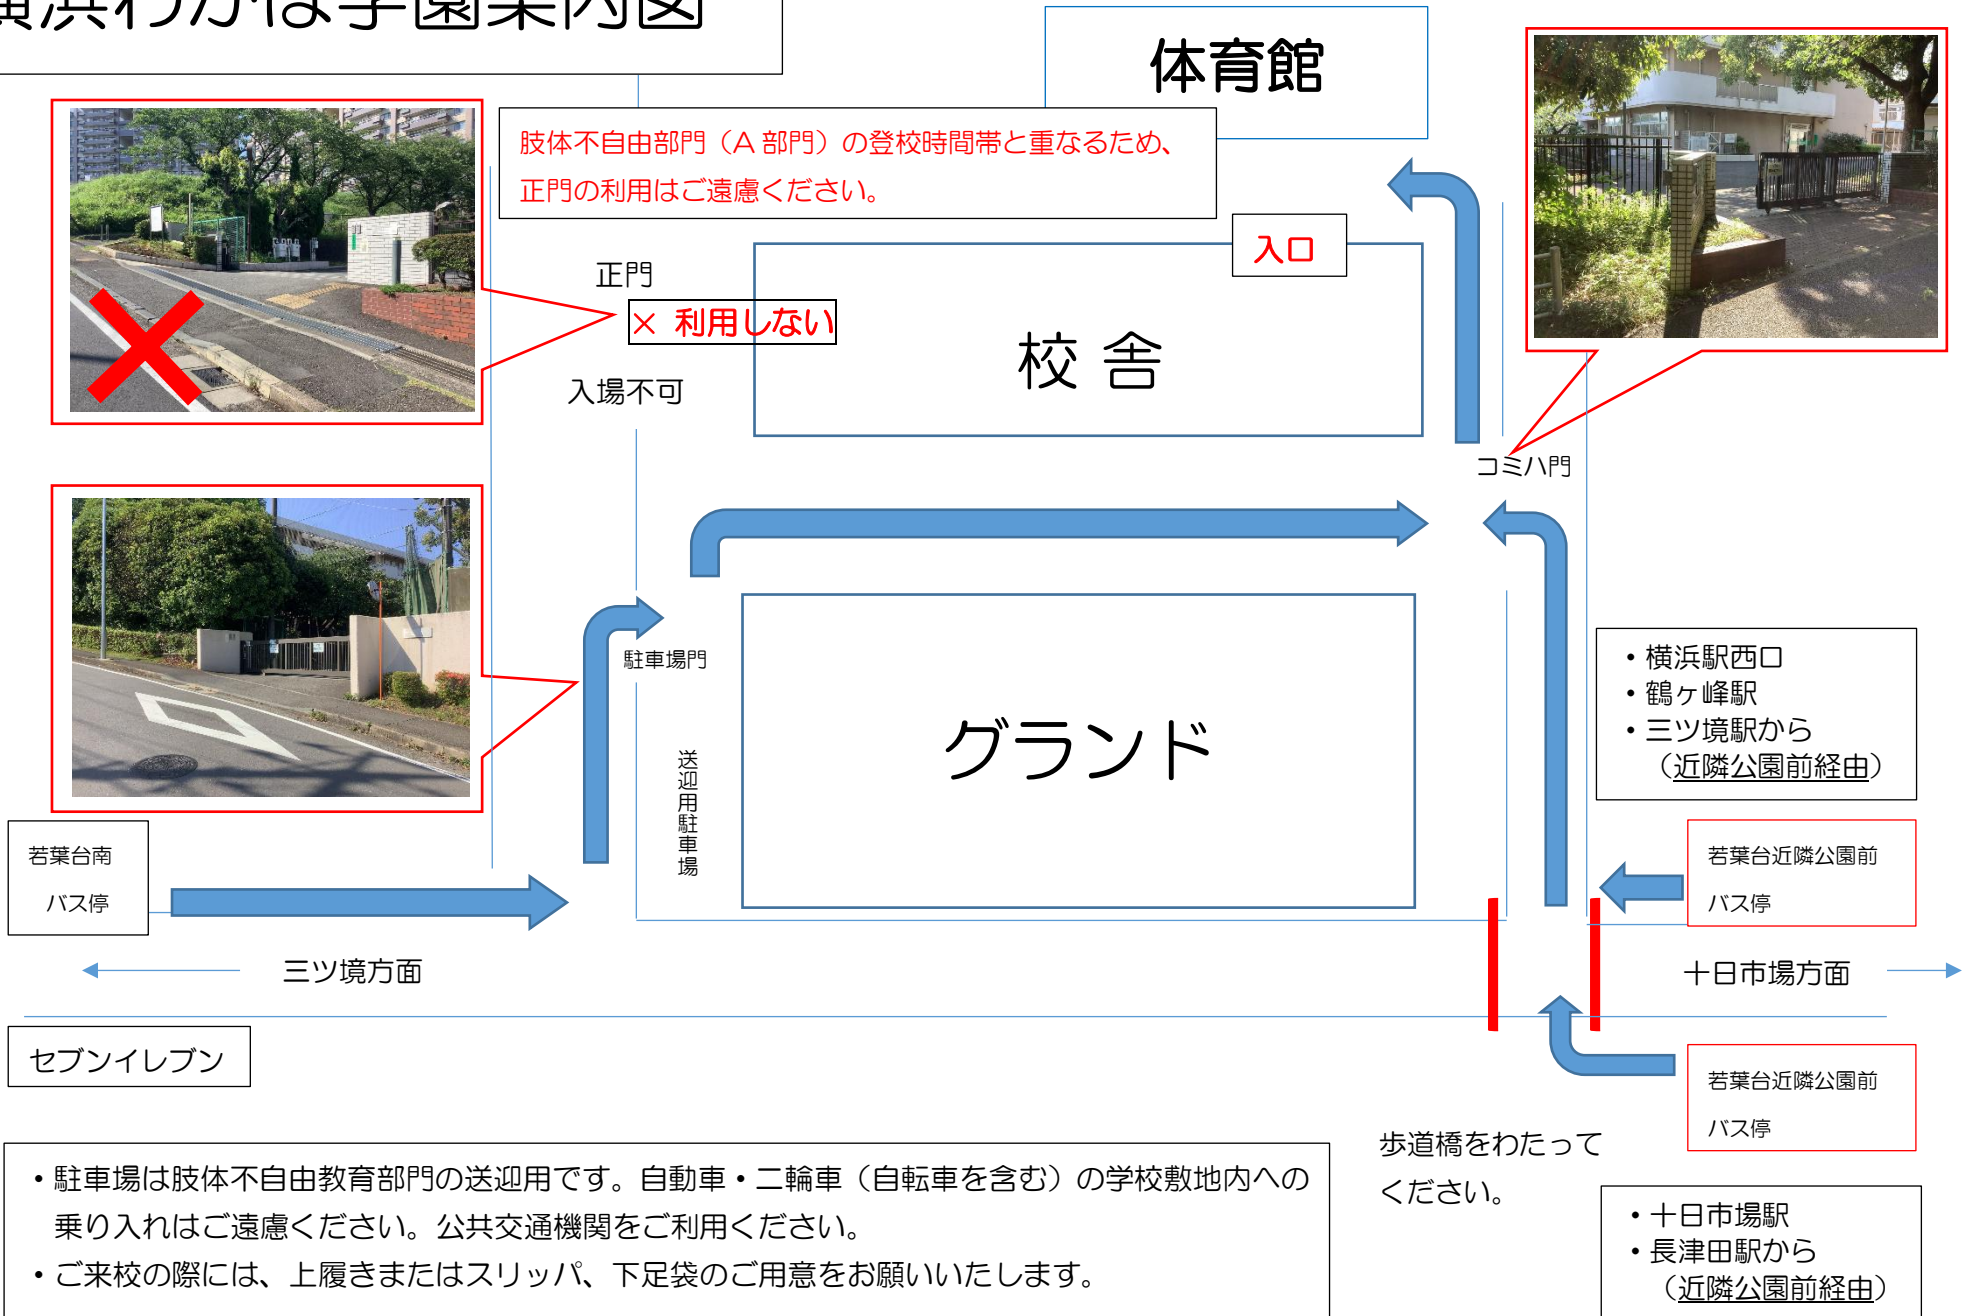 横浜わかば学園案内図
体育館
肢体不自由部門（A 部門）の登校時間帯と重なるため、
正門の利用はご遠慮ください。
入口
正門
× 利用しない
校 舎
入場不可
コミハ門
駐車場門
グランド
送迎用駐車場
・横浜駅西口
・鶴ヶ峰駅
・三ツ境駅から
（近隣公園前経由）
若葉台南
バス停
若葉台近隣公園前
バス停
三ツ境方面
十日市場方面
セブンイレブン
若葉台近隣公園前
バス停
歩道橋をわたって
ください。
・駐車場は肢体不自由教育部門の送迎用です。自動車・二輪車（自転車を含む）の学校敷地内への
乗り入れはご遠慮ください。公共交通機関をご利用ください。
・ご来校の際には、上履きまたはスリッパ、下足袋のご用意をお願いいたします。
・十日市場駅
・長津田駅から
（近隣公園前経由）